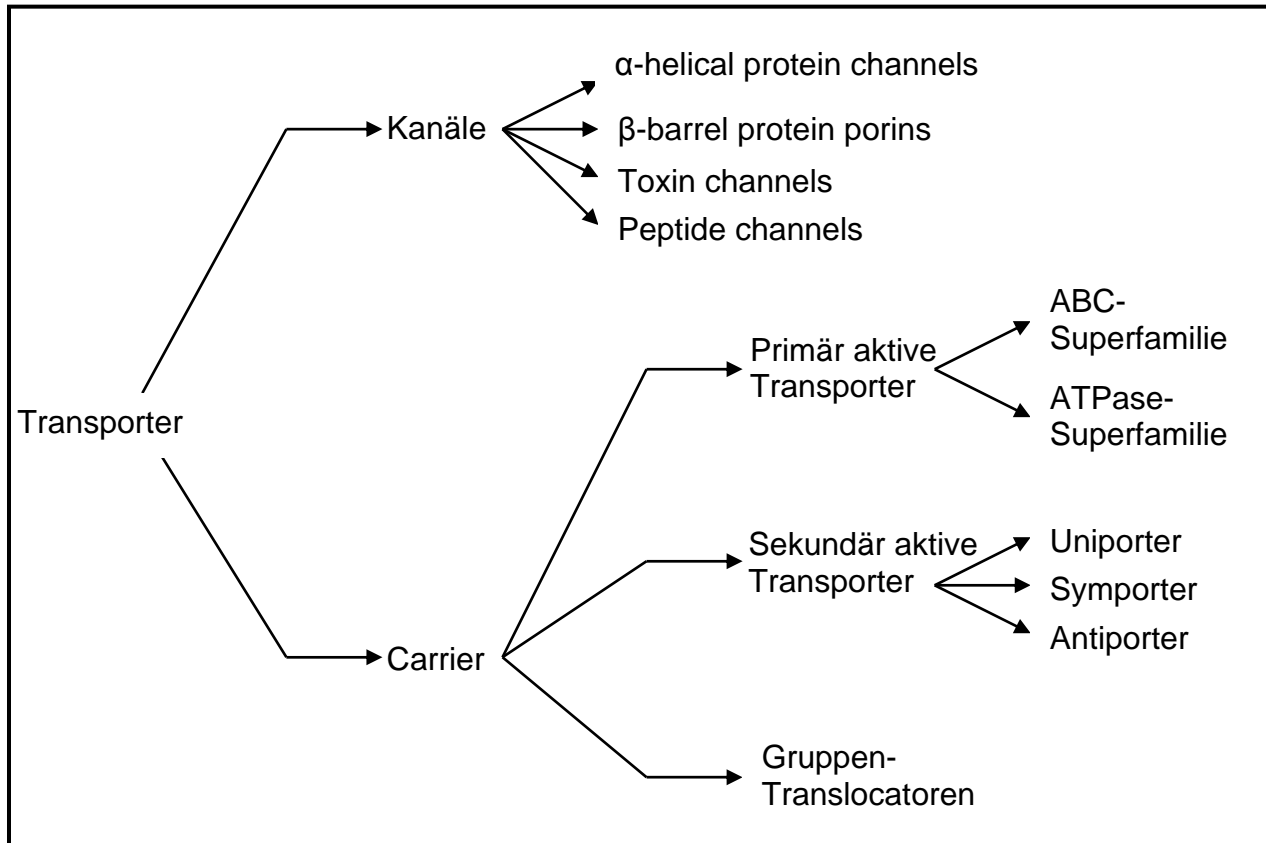 α-helical protein channels
Kanäle
β-barrel protein porins
Toxin channels
Peptide channels
Transporter
Primär aktive
Transporter
ABC-
Superfamilie
ATPase-
Superfamilie
Sekundär aktive
Transporter
Uniporter
Symporter
Antiporter
Carrier
Gruppen-
Translocatoren